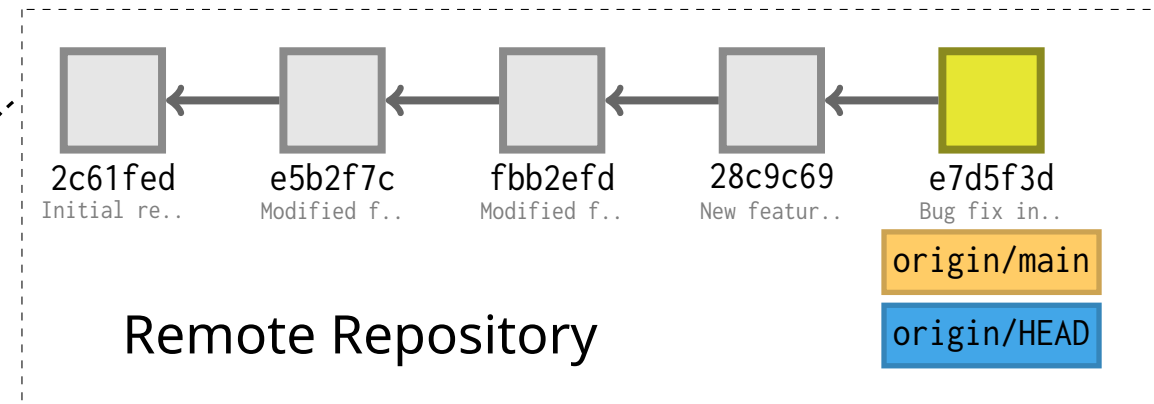 2c61fed e5b2f7c fbb2efd 28c9c69 e7d5f3d
Initial re.. Modified f.. Modified f.. New featur.. Bug fix in..
origin/main
Remote Repository
origin/HEAD